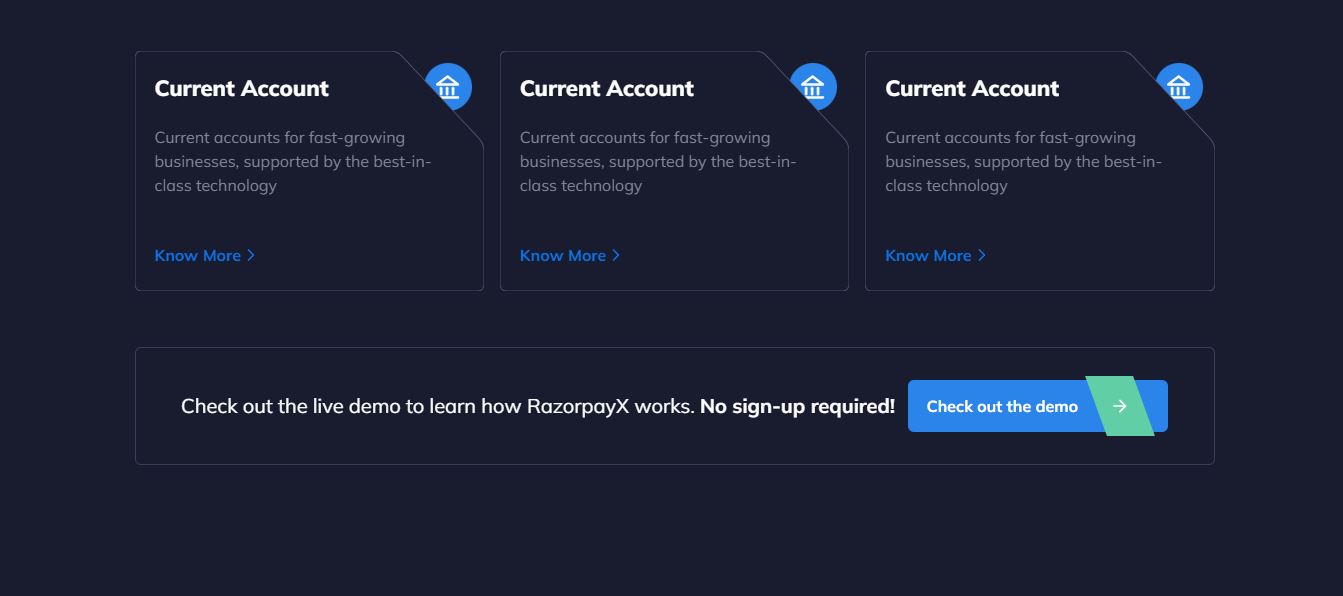 Current Account
Current accounts for fast-growing
businesses, supported by the best-in-
class technology
Know More
Current Account
Current accounts for fast-growing
businesses, supported by the best-in-
class technology
Know More
Current Account
Current accounts for fast-growing
businesses, supported by the best-in-
class technology
Know More
Check out the live demo to learn how RazorpayX works. No sign-up required!
Check out the demo